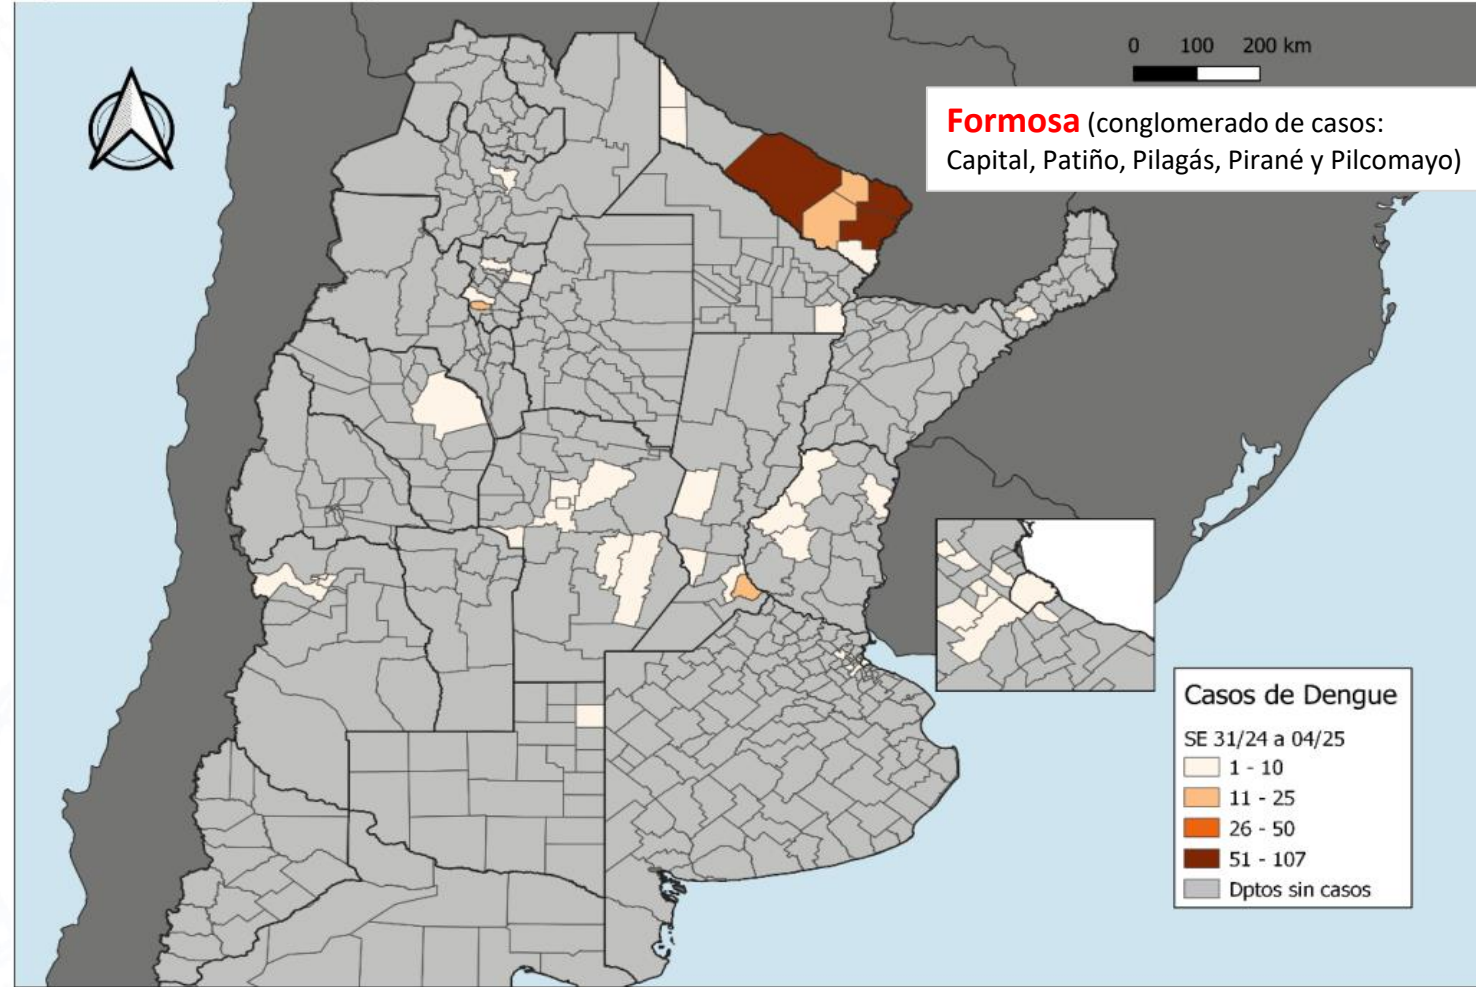 0 100 200 km
Formosa (conglomerado de casos:
Capital, Patiño, Pilagás, Pirané y Pilcomayo)
Casos de Dengue
SE 31/24 a 04/25
1 - 10
11 - 25
26 - 50
51 - 107
Dptos sin casos